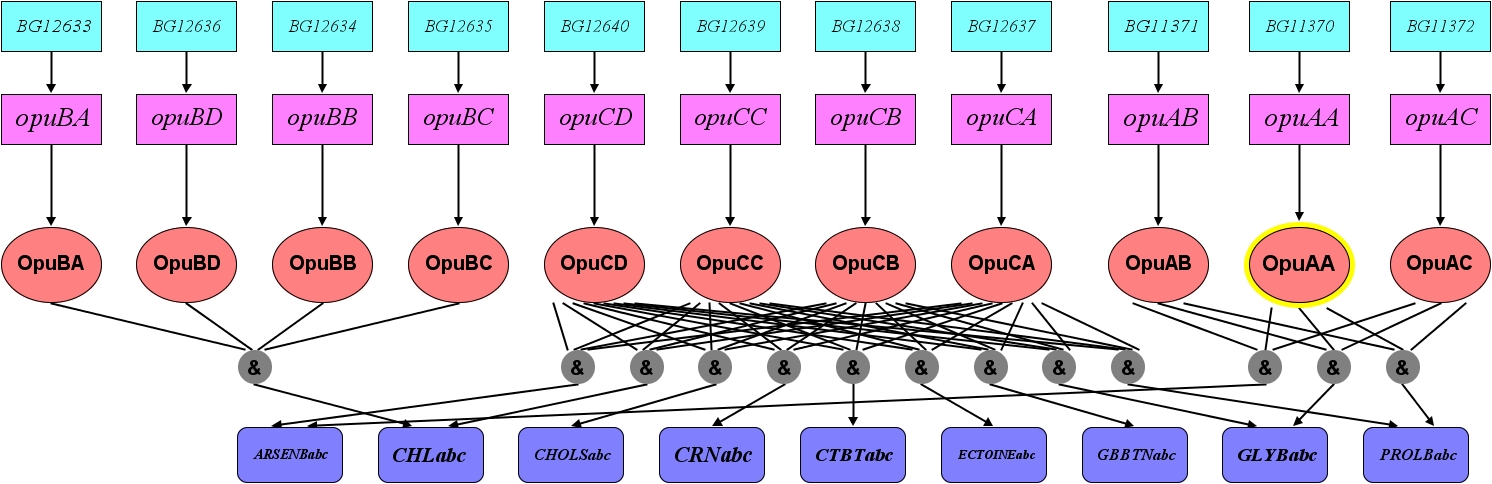 BG12633 BG12636 BG12634 BG12635 BG12640 BG12639 BG12638 BG12637 BG11371 BG11370 BG11372
opuBA opuBD opuBB opuBC opuCD opuCC opuCB opuCA opuAB opuAA opuAC
OpuBA OpuBD OpuBB OpuBC OpuCD OpuCC OpuCB OpuCA OpuAB OpuAA OpuAC
& & & & & & & & & & & & &
ARSENBabc CHLabc CHOLSabc CRNabc CTBTabc ECTOINEabc GBBTNabc GLYBabc PROLBabc